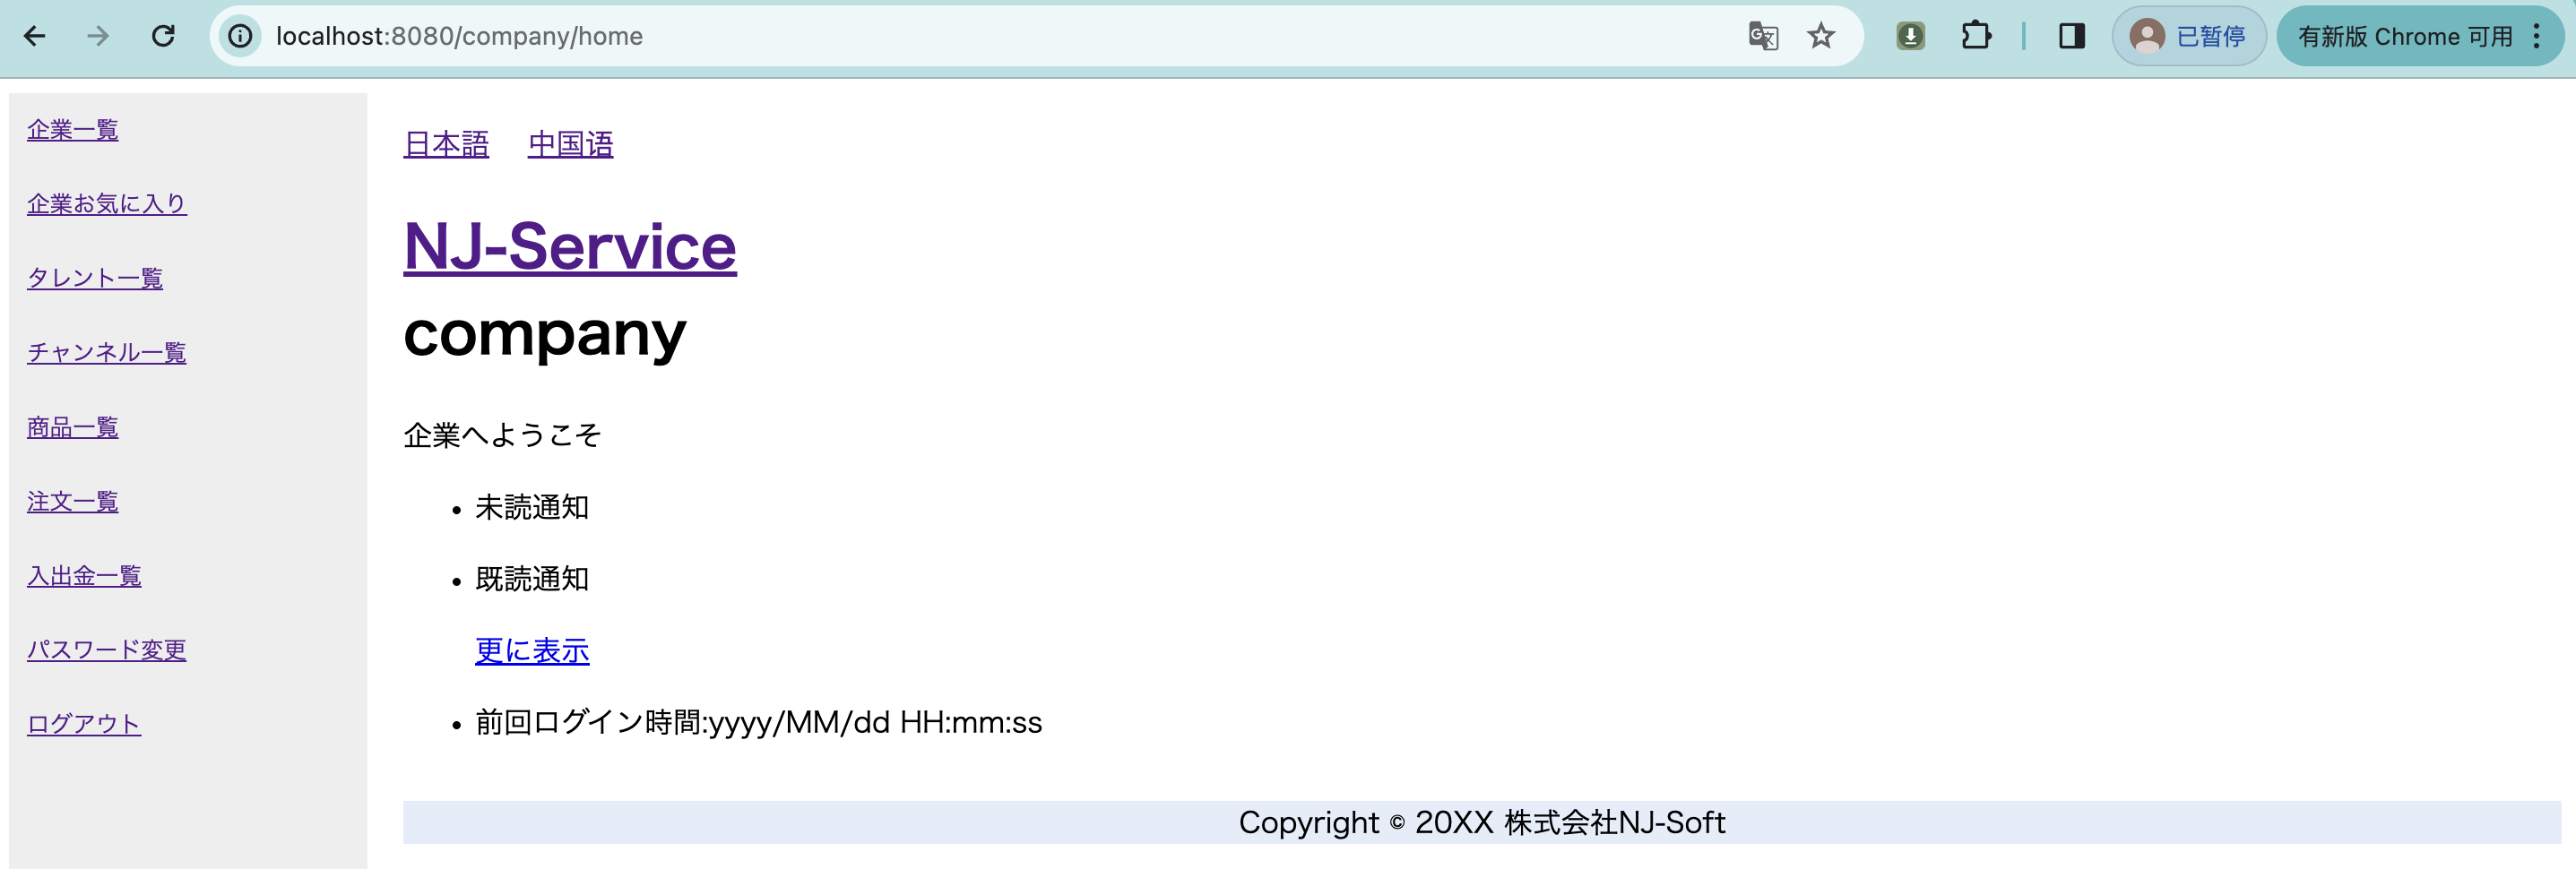 localhost:8080/company/home
已暂停
有新版 Chrome 可用
企業一覧
企業お気に入り
タレント一覧
チャンネル一覧
商品一覧
注文一覧
入出金一覧
パスワード変更
ログアウト
日本語 中国语
NJ-Service
company
企業へようこそ
• 未読通知
• 既読通知
更に表示
• 前回ログイン時間:yyyy/MM/dd HH:mm:ss
Copyright © 20XX 株式会社NJ-Soft